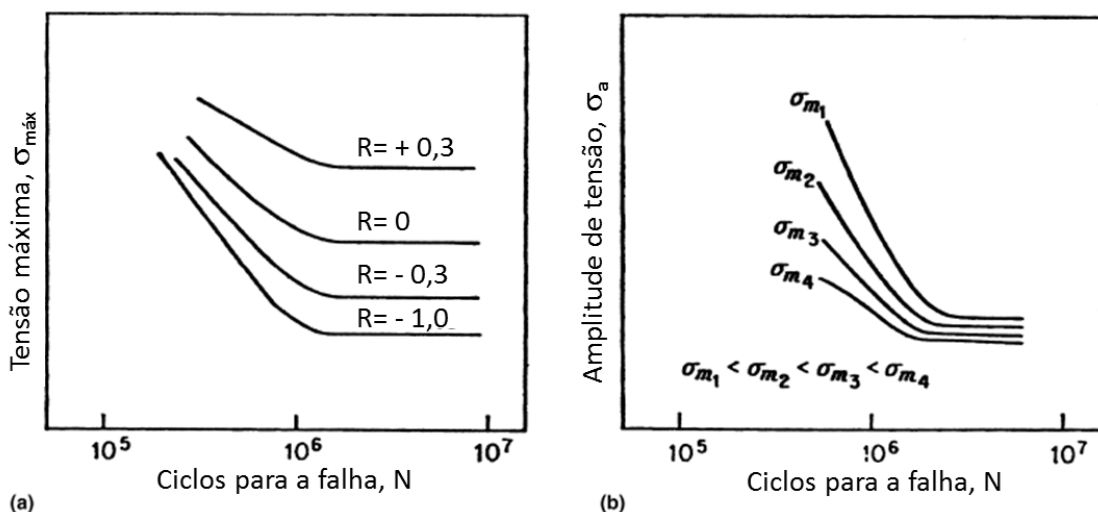 Tensão máxima, σmáx
R= + 0,3
R= 0
R= - 0,3
R= - 1,0
10⁵
10⁶
10⁷
Ciclos para a falha, N
(a)
Amplitude de tensão, σa
σm1
σm2
σm3
σm4
σm1 < σm2 < σm3 < σm4
10⁵
10⁶
10⁷
Ciclos para a falha, N
(b)